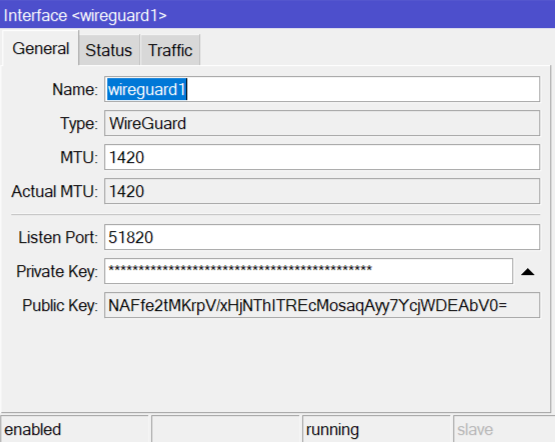 Interface <wireguard1>
General Status Traffic
Name: wireguard1
Type: WireGuard
MTU: 1420
Actual MTU: 1420
Listen Port: 51820
Private Key: ********************************************
Public Key: NAFfe2tMKrpV/xHjNThITREcMosaqAyy7YcjWDEAbV0=
enabled running slave